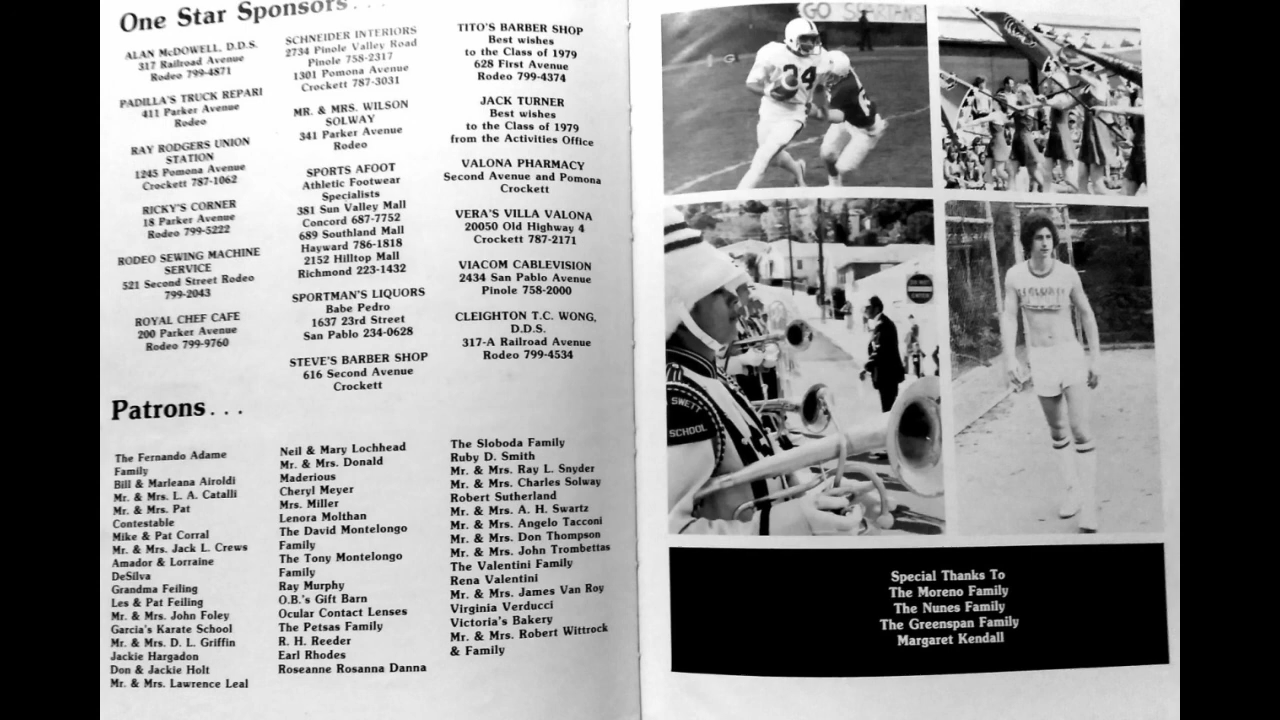 One Star Sponsors . . .
ALAN McDOWELL, D.D.S.
317 Railroad Avenue
Rodeo 799-4871
PADILLA'S TRUCK REPARI
411 Parker Avenue
Rodeo
RAY RODGERS UNION
STATION
1245 Pomona Avenue
Crockett 787-1062
RICKY'S CORNER
18 Parker Avenue
Rodeo 799-5222
RODEO SEWING MACHINE
SERVICE
521 Second Street Rodeo
799-2043
ROYAL CHEF CAFE
200 Parker Avenue
Rodeo 799-9760
SCHNEIDER INTERIORS
2734 Pinole Valley Road
Pinole 758-2317
1301 Pomona Avenue
Crockett 787-3031
MR. & MRS. WILSON
SOLWAY
341 Parker Avenue
Rodeo
SPORTS AFOOT
Athletic Footwear
Specialists
381 Sun Valley Mall
Concord 687-7752
689 Southland Mall
Hayward 786-1818
2152 Hilltop Mall
Richmond 223-1432
SPORTMAN'S LIQUORS
Babe Pedro
1637 23rd Street
San Pablo 234-0628
STEVE'S BARBER SHOP
616 Second Avenue
Crockett
TITO'S BARBER SHOP
Best wishes
to the Class of 1979
628 First Avenue
Rodeo 799-4374
JACK TURNER
Best wishes
to the Class of 1979
from the Activities Office
VALONA PHARMACY
Second Avenue and Pomona
Crockett
VERA'S VILLA VALONA
20050 Old Highway 4
Crockett 787-2171
VIACOM CABLEVISION
2434 San Pablo Avenue
Pinole 758-2000
CLEIGHTON T.C. WONG,
D.D.S.
317-A Railroad Avenue
Rodeo 799-4534
Patrons . . .
The Fernando Adame
Family
Bill & Marleana Airoldi
Mr. & Mrs. L. A. Catalli
Mr. & Mrs. Pat
Contestable
Mike & Pat Corral
Mr. & Mrs. Jack L. Crews
Amador & Lorraine
DeSilva
Grandma Feiling
Les & Pat Feiling
Mr. & Mrs. John Foley
Garcia's Karate School
Mr. & Mrs. D. L. Griffin
Jackie Hargadon
Don & Jackie Holt
Mr. & Mrs. Lawrence Leal
Neil & Mary Lochhead
Mr. & Mrs. Donald
Maderious
Cheryl Meyer
Mrs. Miller
Lenora Molthan
The David Montelongo
Family
The Tony Montelongo
Family
Ray Murphy
O.B.'s Gift Barn
Ocular Contact Lenses
The Petsas Family
R. H. Reeder
Earl Rhodes
Roseanne Rosanna Danna
The Sloboda Family
Ruby D. Smith
Mr. & Mrs. Ray L. Snyder
Mr. & Mrs. Charles Solway
Robert Sutherland
Mr. & Mrs. A. H. Swartz
Mr. & Mrs. Angelo Tacconi
Mr. & Mrs. Don Thompson
Mr. & Mrs. John Trombettas
The Valentini Family
Rena Valentini
Mr. & Mrs. James Van Roy
Virginia Verducci
Victoria's Bakery
Mr. & Mrs. Robert Wittrock
& Family
GO SPARTANS
34
SWETT
SCHOOL
Special Thanks To
The Moreno Family
The Nunes Family
The Greenspan Family
Margaret Kendall